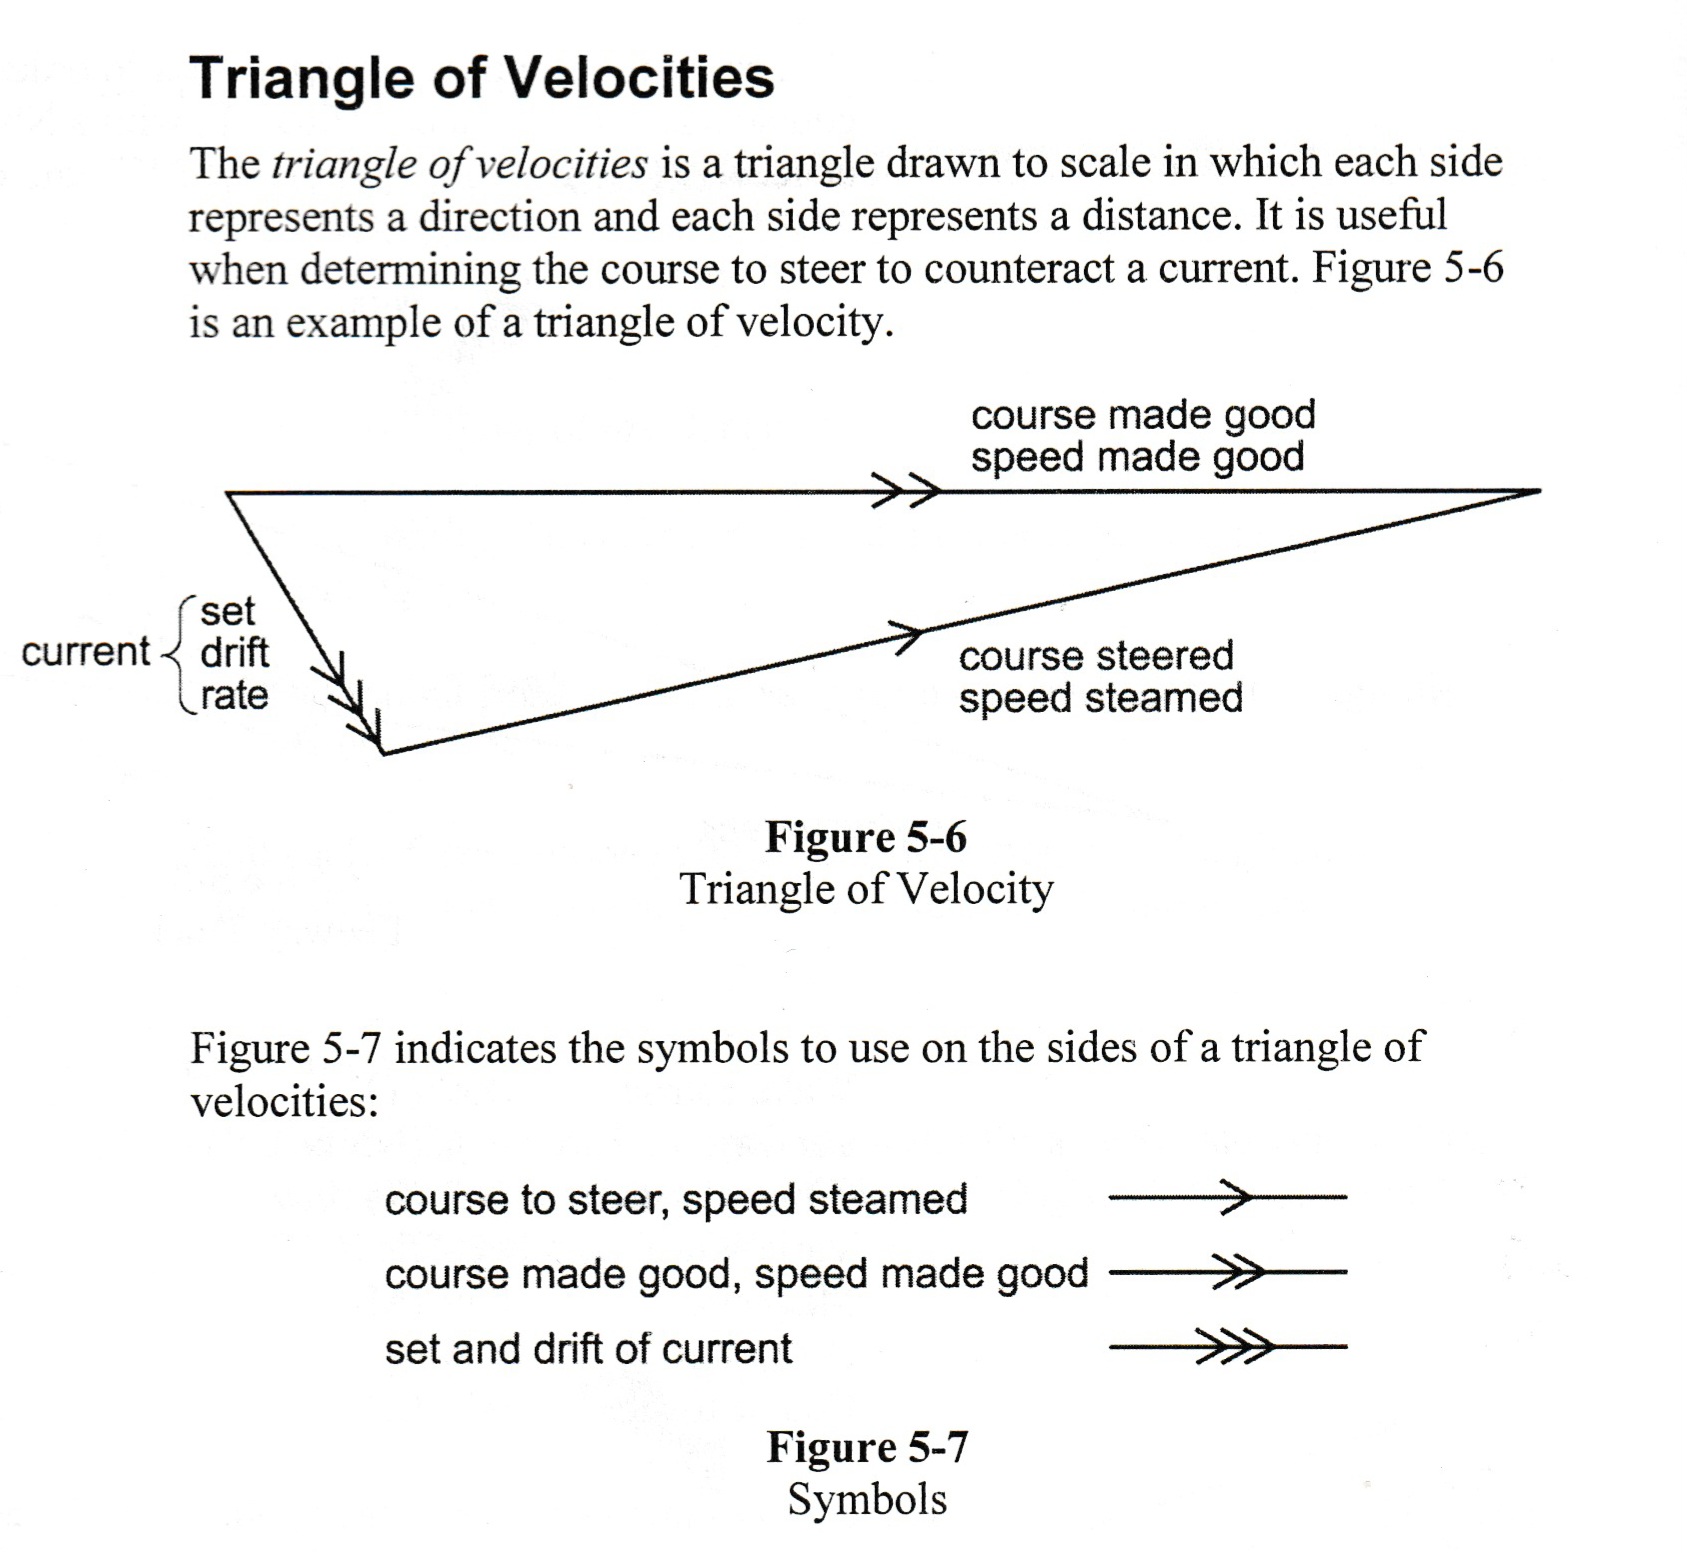 Triangle of Velocities
The triangle of velocities is a triangle drawn to scale in which each side
represents a direction and each side represents a distance. It is useful
when determining the course to steer to counteract a current. Figure 5-6
is an example of a triangle of velocity.
course made good
speed made good
set
current
drift
rate
course steered
speed steamed
Figure 5-6
Triangle of Velocity
Figure 5-7 indicates the symbols to use on the sides of a triangle of
velocities:
course to steer, speed steamed
course made good, speed made good
set and drift of current
Figure 5-7
Symbols